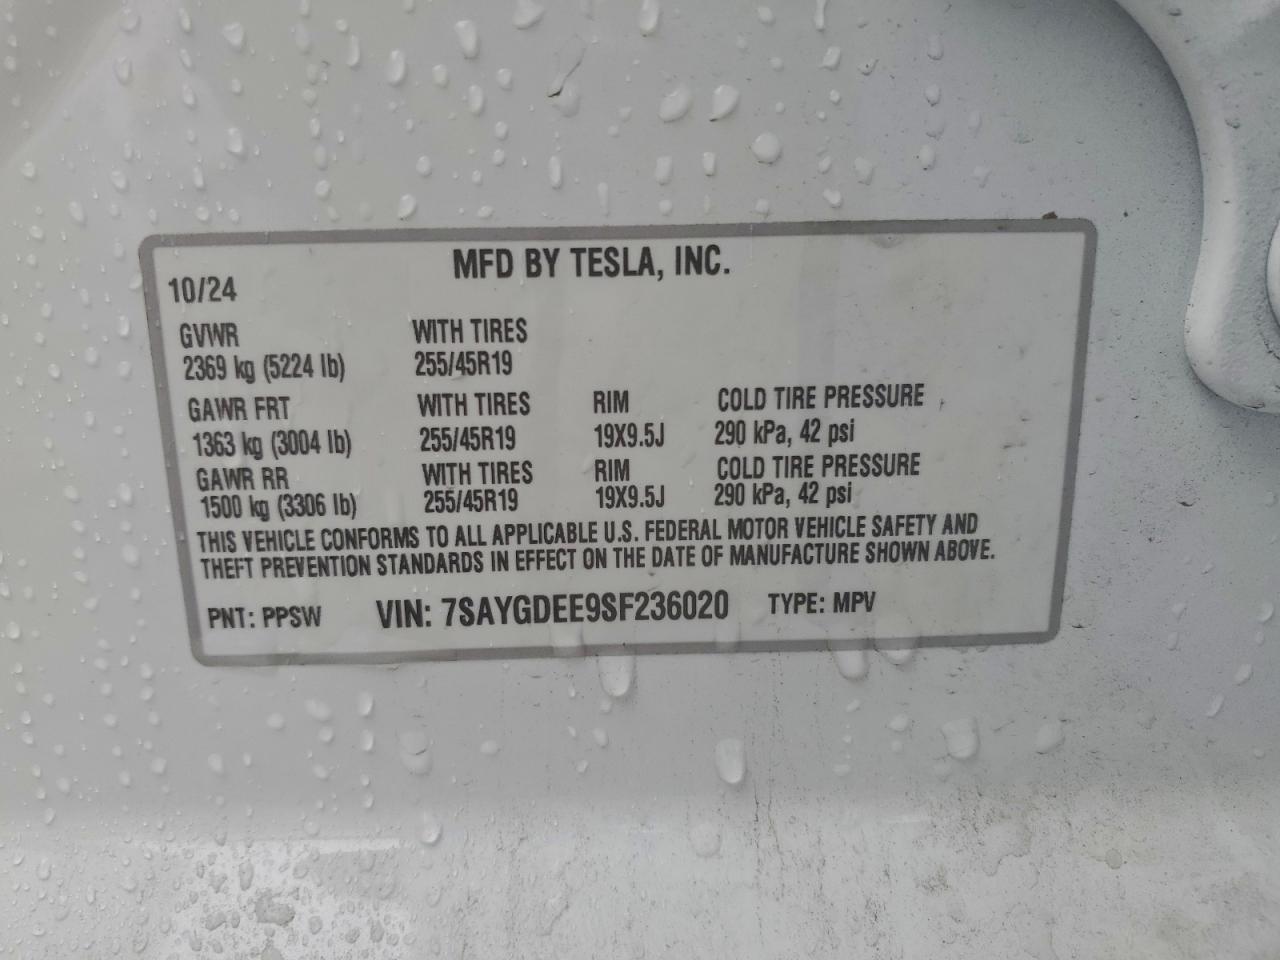 MFD BY TESLA, INC.
10/24
GVWR WITH TIRES
2369 kg (5224 lb) 255/45R19
GAWR FRT WITH TIRES RIM COLD TIRE PRESSURE
1363 kg (3004 lb) 255/45R19 19X9.5J 290 kPa, 42 psi
GAWR RR WITH TIRES RIM COLD TIRE PRESSURE
1500 kg (3306 lb) 255/45R19 19X9.5J 290 kPa, 42 psi
THIS VEHICLE CONFORMS TO ALL APPLICABLE U.S. FEDERAL MOTOR VEHICLE SAFETY AND
THEFT PREVENTION STANDARDS IN EFFECT ON THE DATE OF MANUFACTURE SHOWN ABOVE.
PNT: PPSW VIN: 7SAYGDEE9SF236020 TYPE: MPV